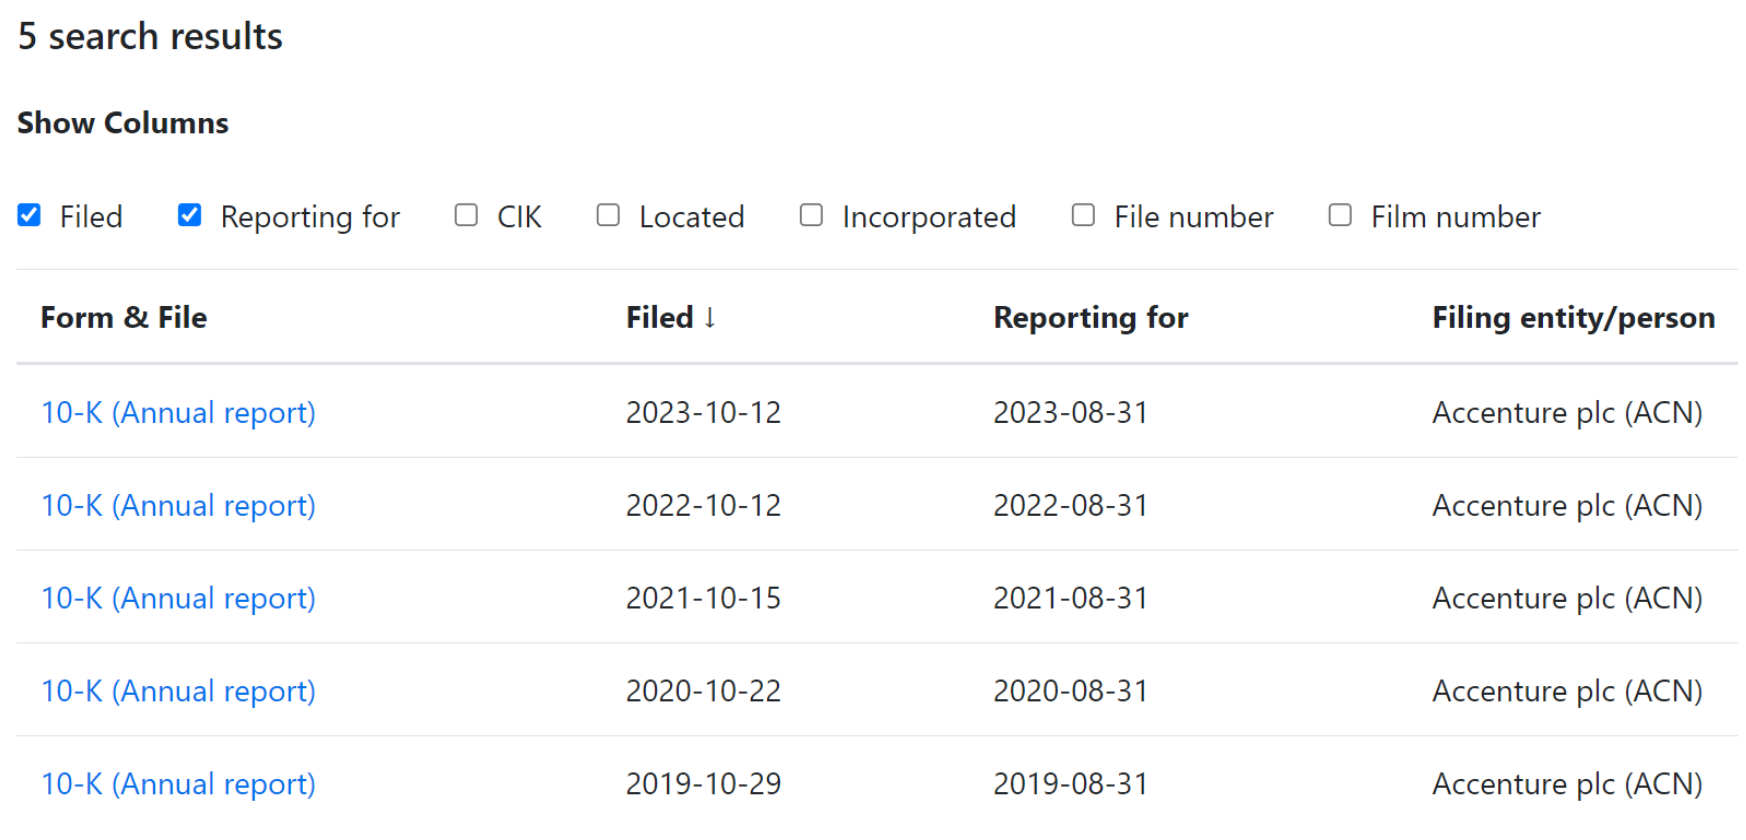 5 search results
Show Columns
Filed Reporting for CIK Located Incorporated File number Film number
Form & File Filed ↓ Reporting for Filing entity/person
10-K (Annual report) 2023-10-12 2023-08-31 Accenture plc (ACN)
10-K (Annual report) 2022-10-12 2022-08-31 Accenture plc (ACN)
10-K (Annual report) 2021-10-15 2021-08-31 Accenture plc (ACN)
10-K (Annual report) 2020-10-22 2020-08-31 Accenture plc (ACN)
10-K (Annual report) 2019-10-29 2019-08-31 Accenture plc (ACN)